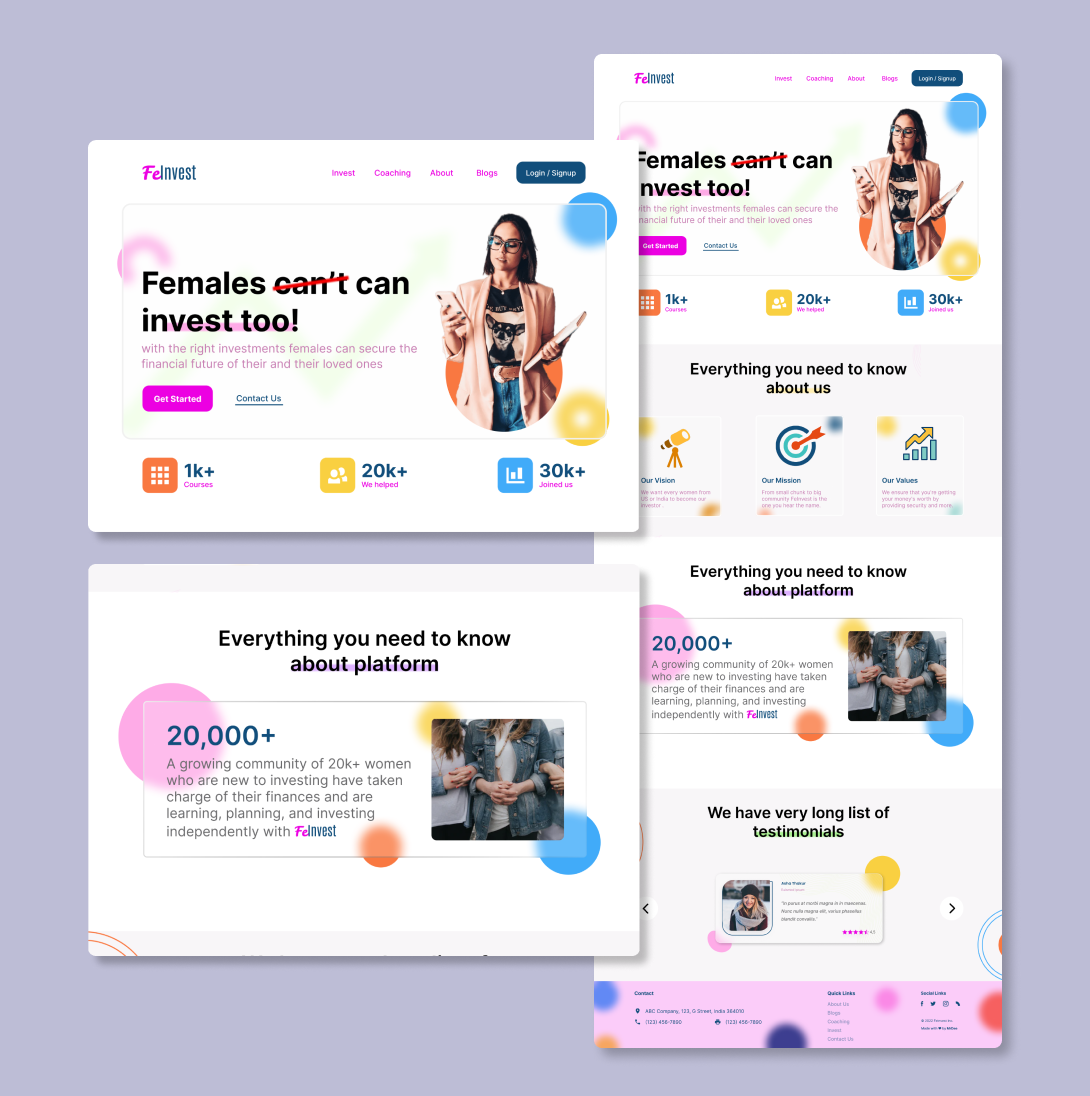 FeInvest
Invest Coaching About Blogs Login / Signup
Females can't can
invest too!
with the right investments females can secure the
financial future of their and their loved ones
Get Started Contact Us
1k+
Courses
20k+
We helped
30k+
Joined us
Everything you need to know
about platform
20,000+
A growing community of 20k+ women
who are new to investing have taken
charge of their finances and are
learning, planning, and investing
independently with FeInvest
FeInvest
Invest Coaching About Blogs Login / Signup
Females can't can
nvest too!
with the right investments females can secure the
financial future of their and their loved ones
Get Started Contact Us
1k+
Courses
20k+
We helped
30k+
Joined us
Everything you need to know
about us
Our Vision
We want every women from
US or India to become our
investor .
Our Mission
From small chunk to big
community FeInvest is the
one you hear the name.
Our Values
We ensure that you're getting
your money's worth by
providing security and more.
Everything you need to know
about platform
20,000+
A growing community of 20k+ women
who are new to investing have taken
charge of their finances and are
learning, planning, and investing
independently with FeInvest
We have very long list of
testimonials
Asha Thakur
"In purus at morbi magna in in maecenas.
Nunc nulla magna elit, varius phasellus
blandit convallis."
4.5
Contact
ABC Company, 123, G Street, India 364010
(123) 456-7890 (123) 456-7890
Quick Links
About Us
Blogs
Coaching
Invest
Contact Us
Social Links
© 2022 FeInvest Inc.
Made with ❤ by